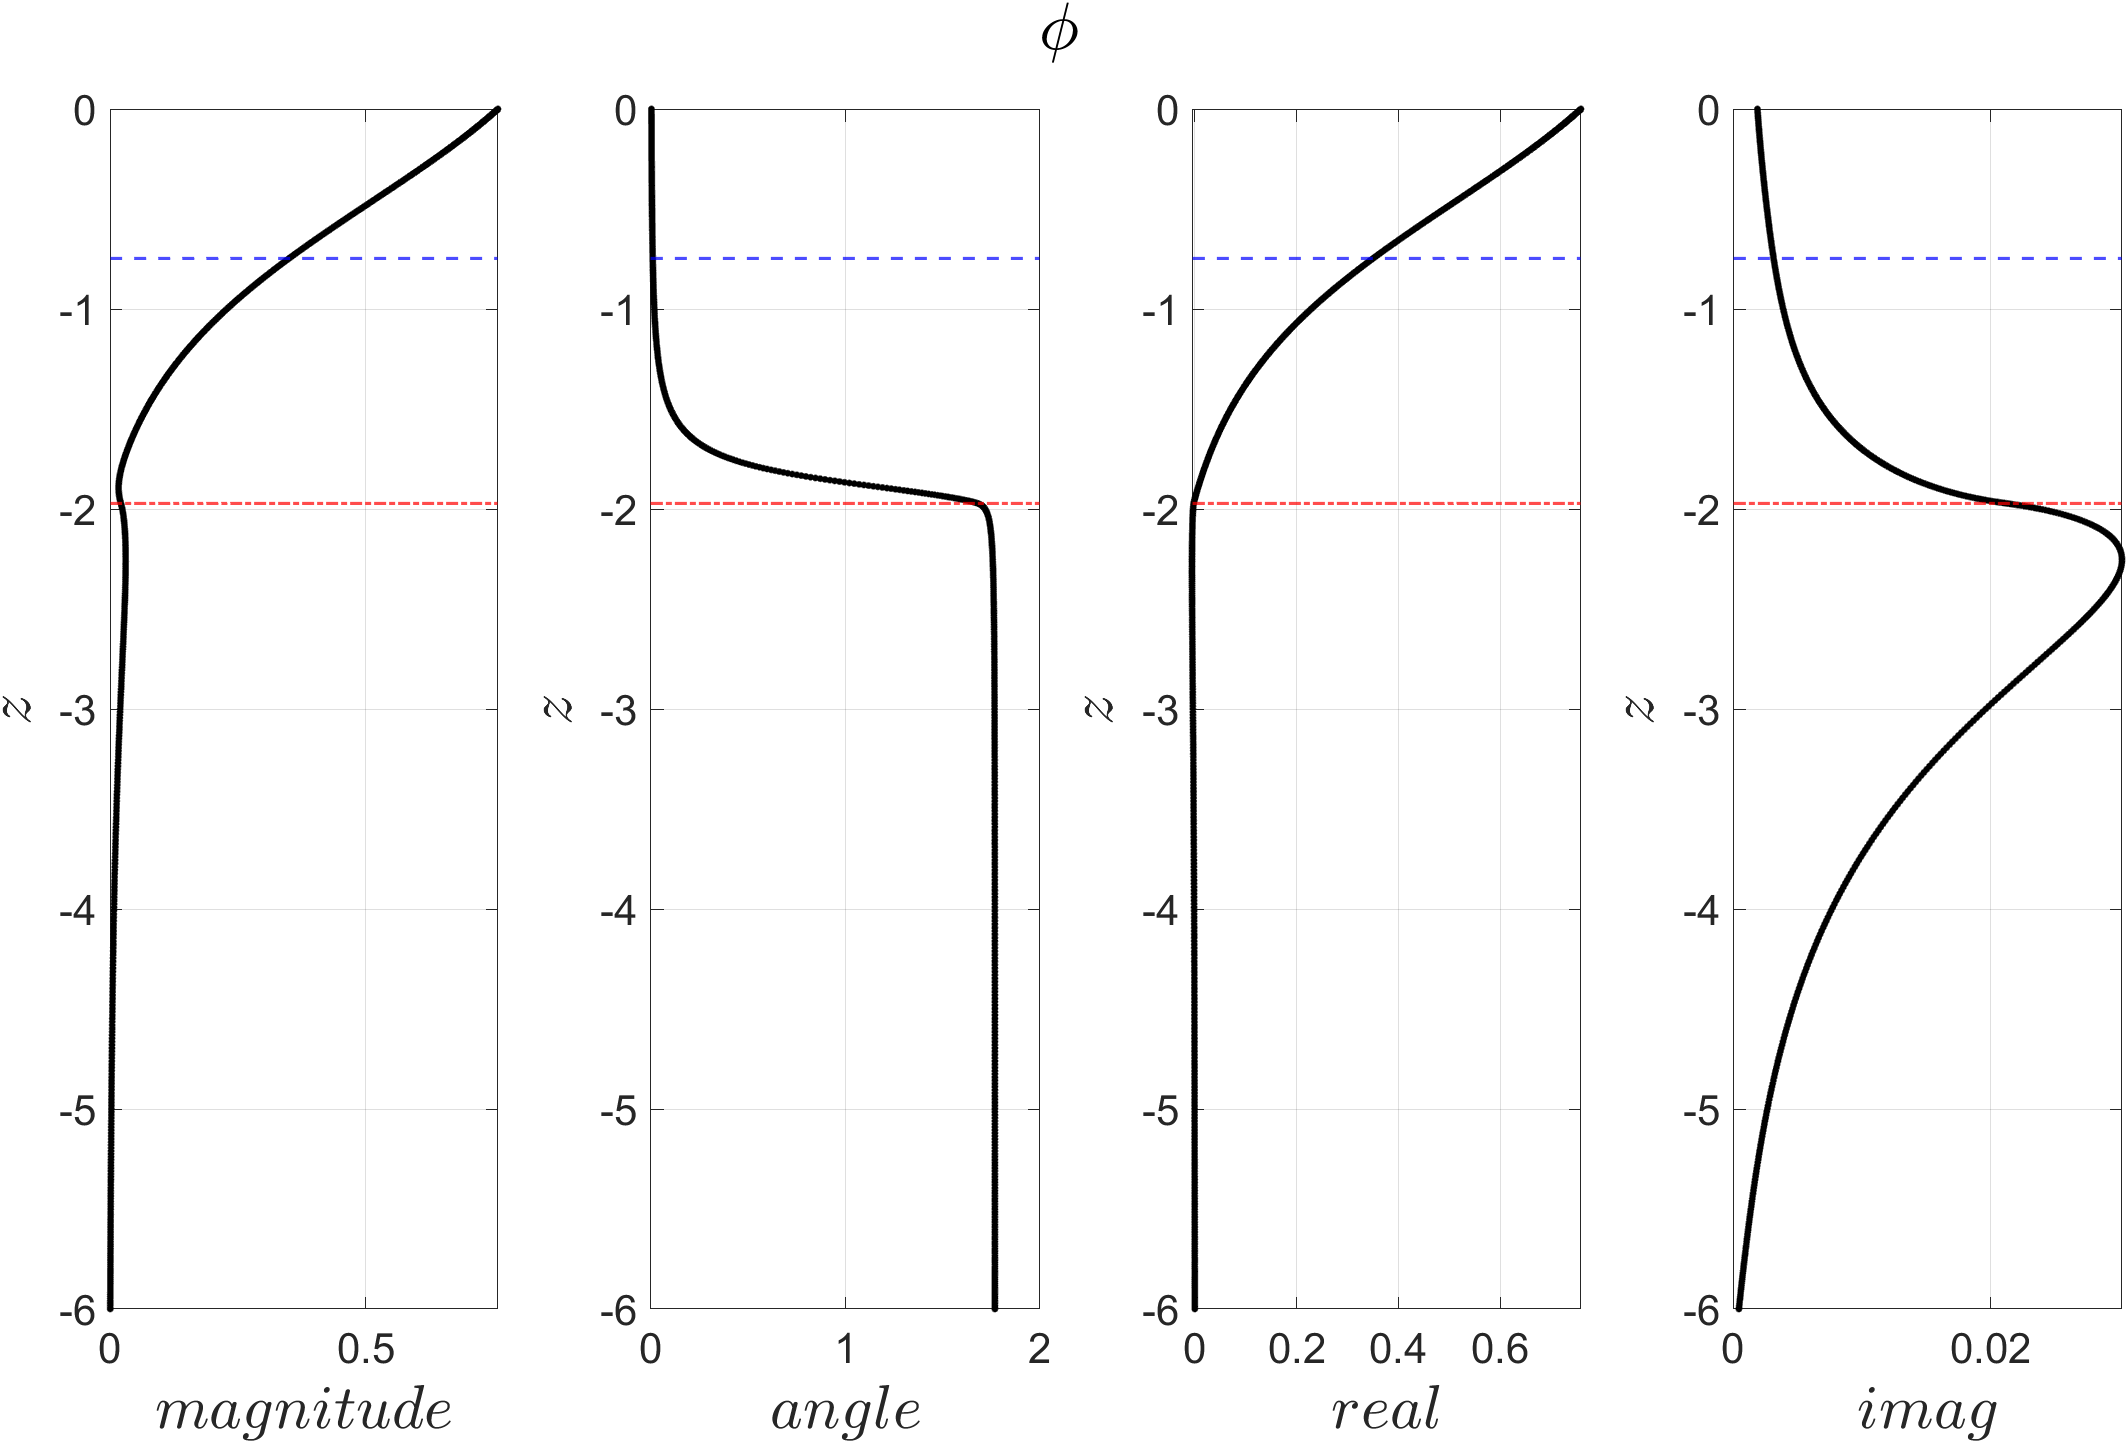 ϕ
0 0 0 0
-1 -1 -1 -1
-2 -2 -2 -2
z z z z
-3 -3 -3 -3
-4 -4 -4 -4
-5 -5 -5 -5
-6 -6 -6 -6
0 0.5 0 1 2 0 0.2 0.4 0.6 0 0.02
magnitude angle real imag